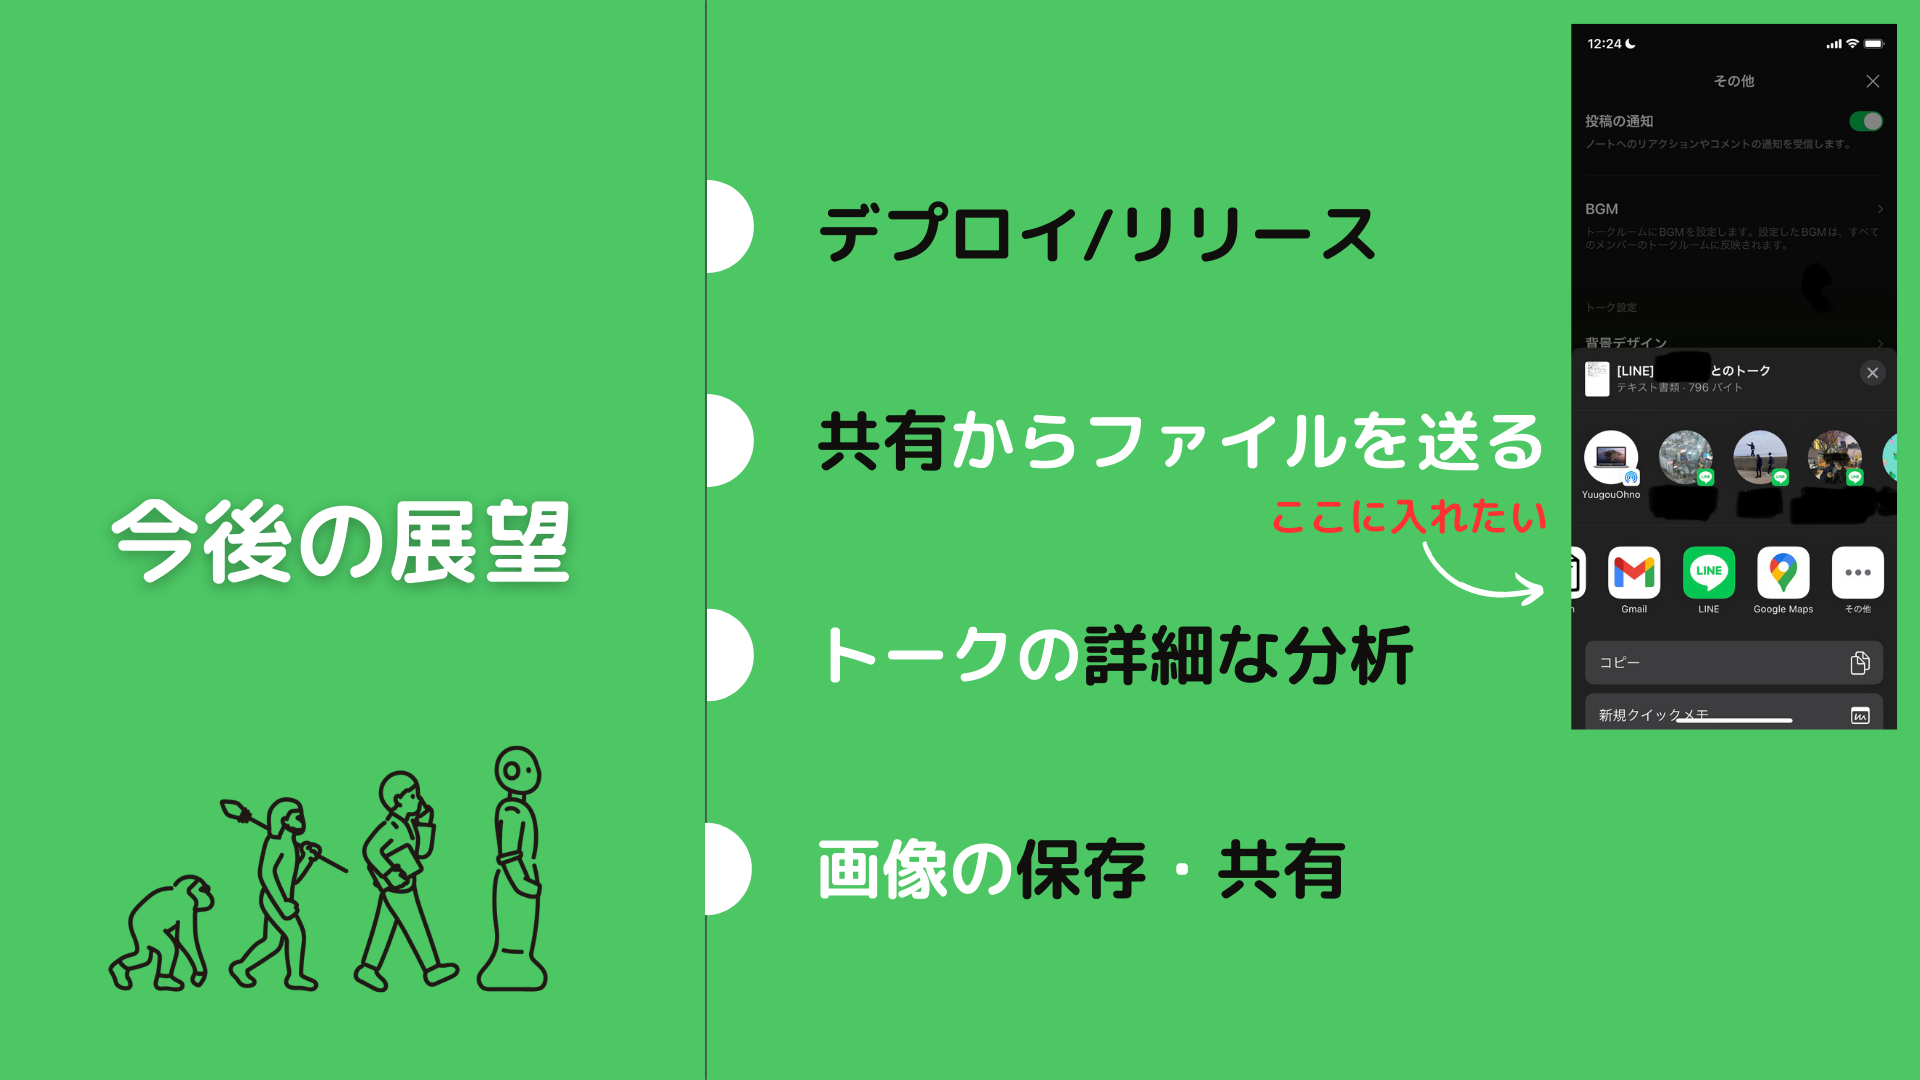 今後の展望
デプロイ/リリース
共有からファイルを送る
ここに入れたい
トークの詳細な分析
画像の保存・共有
12:24
その他
投稿の通知
ノートへのリアクションやコメントの通知を受信します。
BGM
トークルームにBGMを設定します。設定したBGMは、すべて
のメンバーのトークルームに反映されます。
トーク設定
背景デザイン
[LINE] とのトーク
テキスト書類・796 バイト
YuugouOhno
Gmail
LINE
LINE
Google Maps
その他
コピー
新規クイックメモ